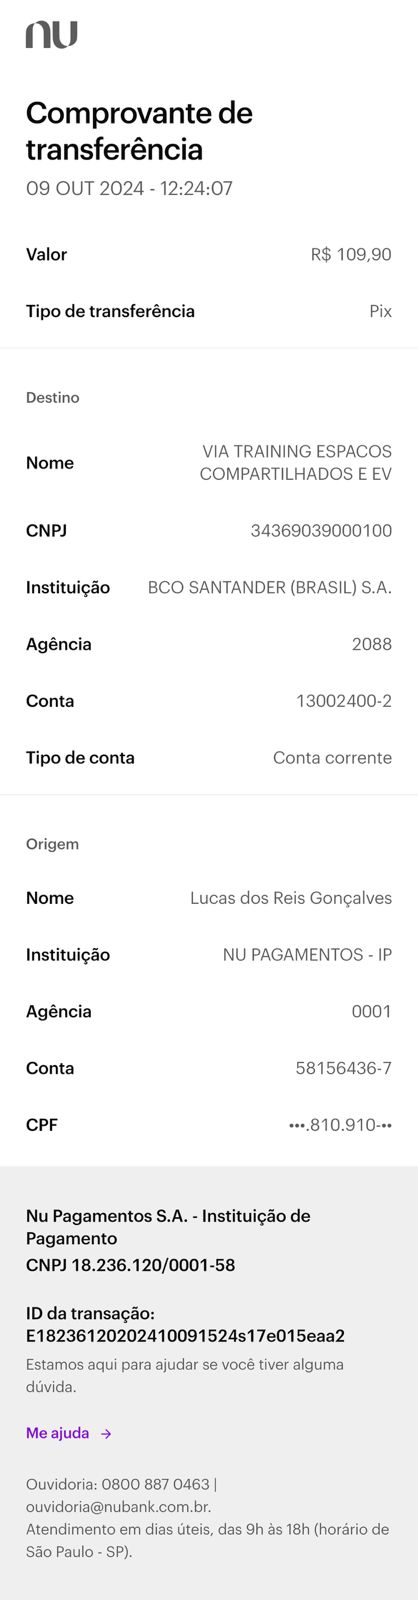 nu
Comprovante de
transferência
09 OUT 2024 - 12:24:07
Valor R$ 109,90
Tipo de transferência Pix
Destino
Nome VIA TRAINING ESPACOS
COMPARTILHADOS E EV
CNPJ 34369039000100
Instituição BCO SANTANDER (BRASIL) S.A.
Agência 2088
Conta 13002400-2
Tipo de conta Conta corrente
Origem
Nome Lucas dos Reis Gonçalves
Instituição NU PAGAMENTOS - IP
Agência 0001
Conta 58156436-7
CPF •••.810.910-••
Nu Pagamentos S.A. - Instituição de
Pagamento
CNPJ 18.236.120/0001-58
ID da transação:
E18236120202410091524s17e015eaa2
Estamos aqui para ajudar se você tiver alguma
dúvida.
Me ajuda →
Ouvidoria: 0800 887 0463 |
ouvidoria@nubank.com.br.
Atendimento em dias úteis, das 9h às 18h (horário de
São Paulo - SP).